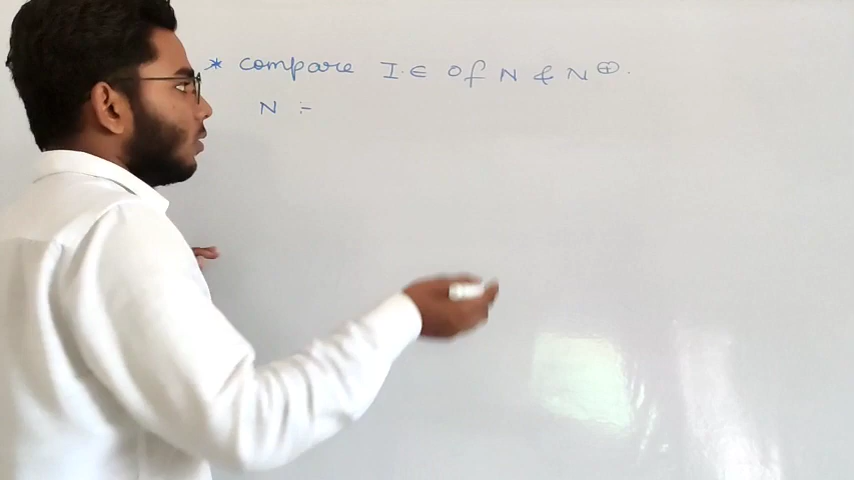 * compare I.E of N & N⊕.
N :-